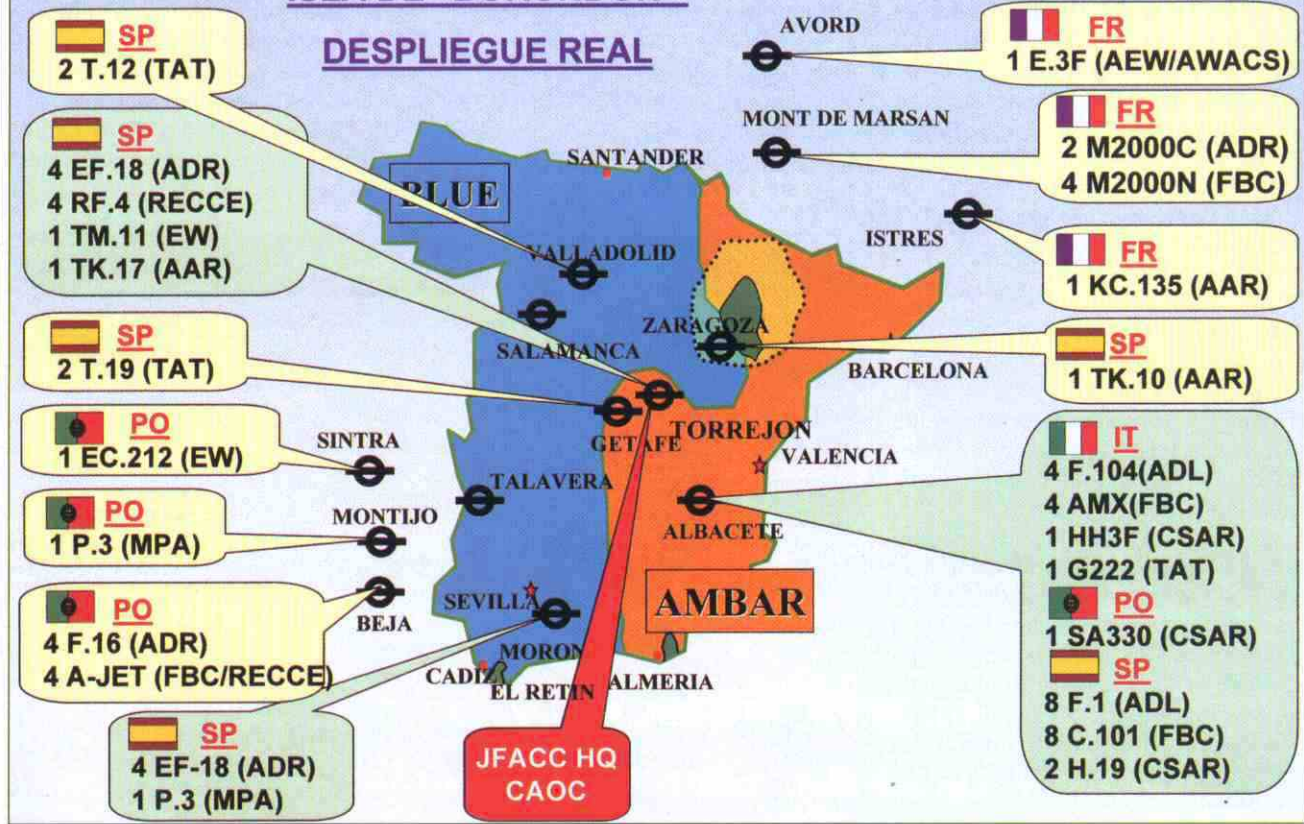 DESPLIEGUE REAL
SP
2 T.12 (TAT)
SP
4 EF.18 (ADR)
4 RF.4 (RECCE)
1 TM.11 (EW)
1 TK.17 (AAR)
SP
2 T.19 (TAT)
PO
1 EC.212 (EW)
PO
1 P.3 (MPA)
PO
4 F.16 (ADR)
4 A-JET (FBC/RECCE)
SP
4 EF-18 (ADR)
1 P.3 (MPA)
AVORD
MONT DE MARSAN
SANTANDER
BLUE
ISTRES
VALLADOLID
ZARAGOZA
SALAMANCA
BARCELONA
TORREJON
GETAFE
SINTRA
VALENCIA
TALAVERA
MONTIJO
ALBACETE
AMBAR
SEVILLA
BEJA
MORON
CADIZ
EL RETIN
ALMERIA
JFACC HQ
CAOC
FR
1 E.3F (AEW/AWACS)
FR
2 M2000C (ADR)
4 M2000N (FBC)
FR
1 KC.135 (AAR)
SP
1 TK.10 (AAR)
IT
4 F.104(ADL)
4 AMX(FBC)
1 HH3F (CSAR)
1 G222 (TAT)
PO
1 SA330 (CSAR)
SP
8 F.1 (ADL)
8 C.101 (FBC)
2 H.19 (CSAR)